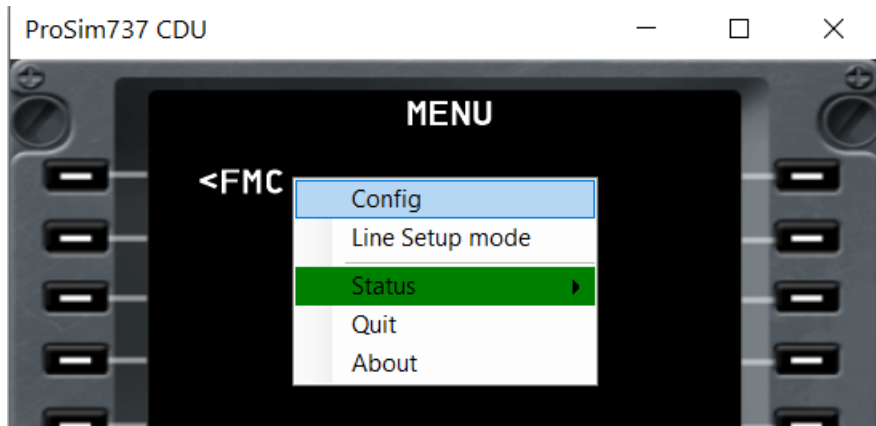 ProSim737 CDU
MENU
<FMC
Config
Line Setup mode
Status
Quit
About